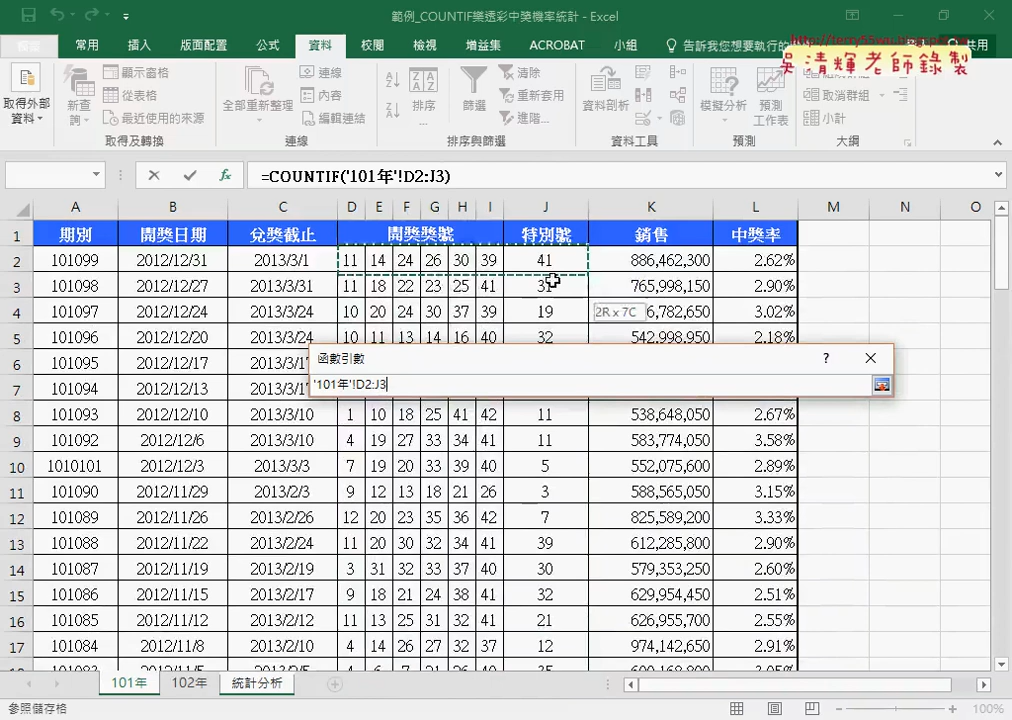 範例_COUNTIF樂透彩中獎機率統計 - Excel
常用 插入 版面配置 公式 資料 校閱 檢視 增益集 ACROBAT 小組 告訴我您想要執行的 共用
吳清輝老師錄製
取得外部資料 新查詢 顯示窗格 從表格 最近使用的來源 全部重新整理 連線 內容 編輯連結 排序 篩選 清除 重新套用 進階... 資料剖析 模擬分析 預測工作表 取消群組 小計
取得及轉換 連線 排序與篩選 資料工具 預測 大綱
=COUNTIF('101年'!D2:J3)
A B C D E F G H I J K L M N O
1 期別 開獎日期 兌獎截止 開獎獎號 特別號 銷售 中獎率
2 101099 2012/12/31 2013/3/1 11 14 24 26 30 39 41 886,462,300 2.62%
3 101098 2012/12/27 2013/3/31 11 18 22 23 25 41 31 765,998,150 2.90%
4 101097 2012/12/24 2013/3/24 10 20 24 30 37 39 19 6,782,650 3.02%
2R x 7C
5 101096 2012/12/20 2013/3/24 10 11 13 14 16 40 32 542,998,950 2.18%
6 101095 2012/12/17
7 101094 2012/12/13
函數引數 ?
'101年'!D2:J3
8 101093 2012/12/10 2013/3/10 1 10 18 25 41 42 11 538,648,050 2.67%
9 101092 2012/12/6 2013/3/10 4 19 27 33 34 41 11 583,774,050 3.58%
10 1010101 2012/12/3 2013/3/3 7 19 20 33 39 40 5 552,075,600 2.89%
11 101090 2012/11/29 2013/2/3 9 12 13 18 21 26 3 588,565,050 3.15%
12 101089 2012/11/26 2013/2/26 12 20 23 35 36 42 7 825,589,200 3.33%
13 101088 2012/11/22 2013/2/24 11 20 30 32 34 41 39 612,285,800 2.90%
14 101087 2012/11/19 2013/2/19 3 31 32 33 37 40 30 579,353,250 2.60%
15 101086 2012/11/15 2013/2/17 9 18 21 24 38 41 32 629,954,450 2.51%
16 101085 2012/11/12 2013/2/12 11 13 25 31 32 41 21 626,955,700 2.55%
17 101084 2012/11/8 2013/2/10 4 14 26 27 32 37 12 974,142,650 2.91%
101年 102年 統計分析
參照儲存格 100%